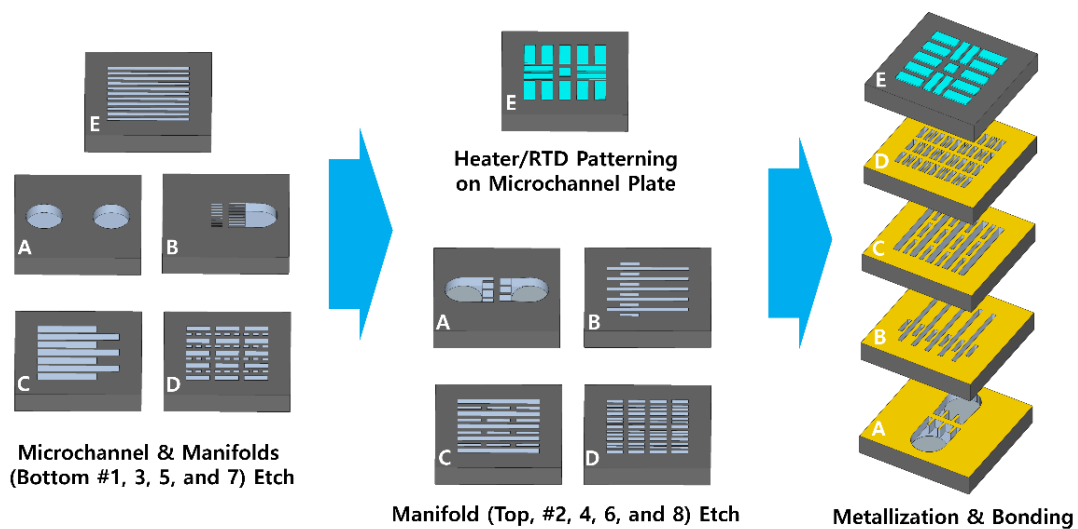 E
A
B
C
D
Microchannel & Manifolds
(Bottom #1, 3, 5, and 7) Etch
E
Heater/RTD Patterning
on Microchannel Plate
A
B
C
D
Manifold (Top, #2, 4, 6, and 8) Etch
E
D
C
B
A
Metallization & Bonding